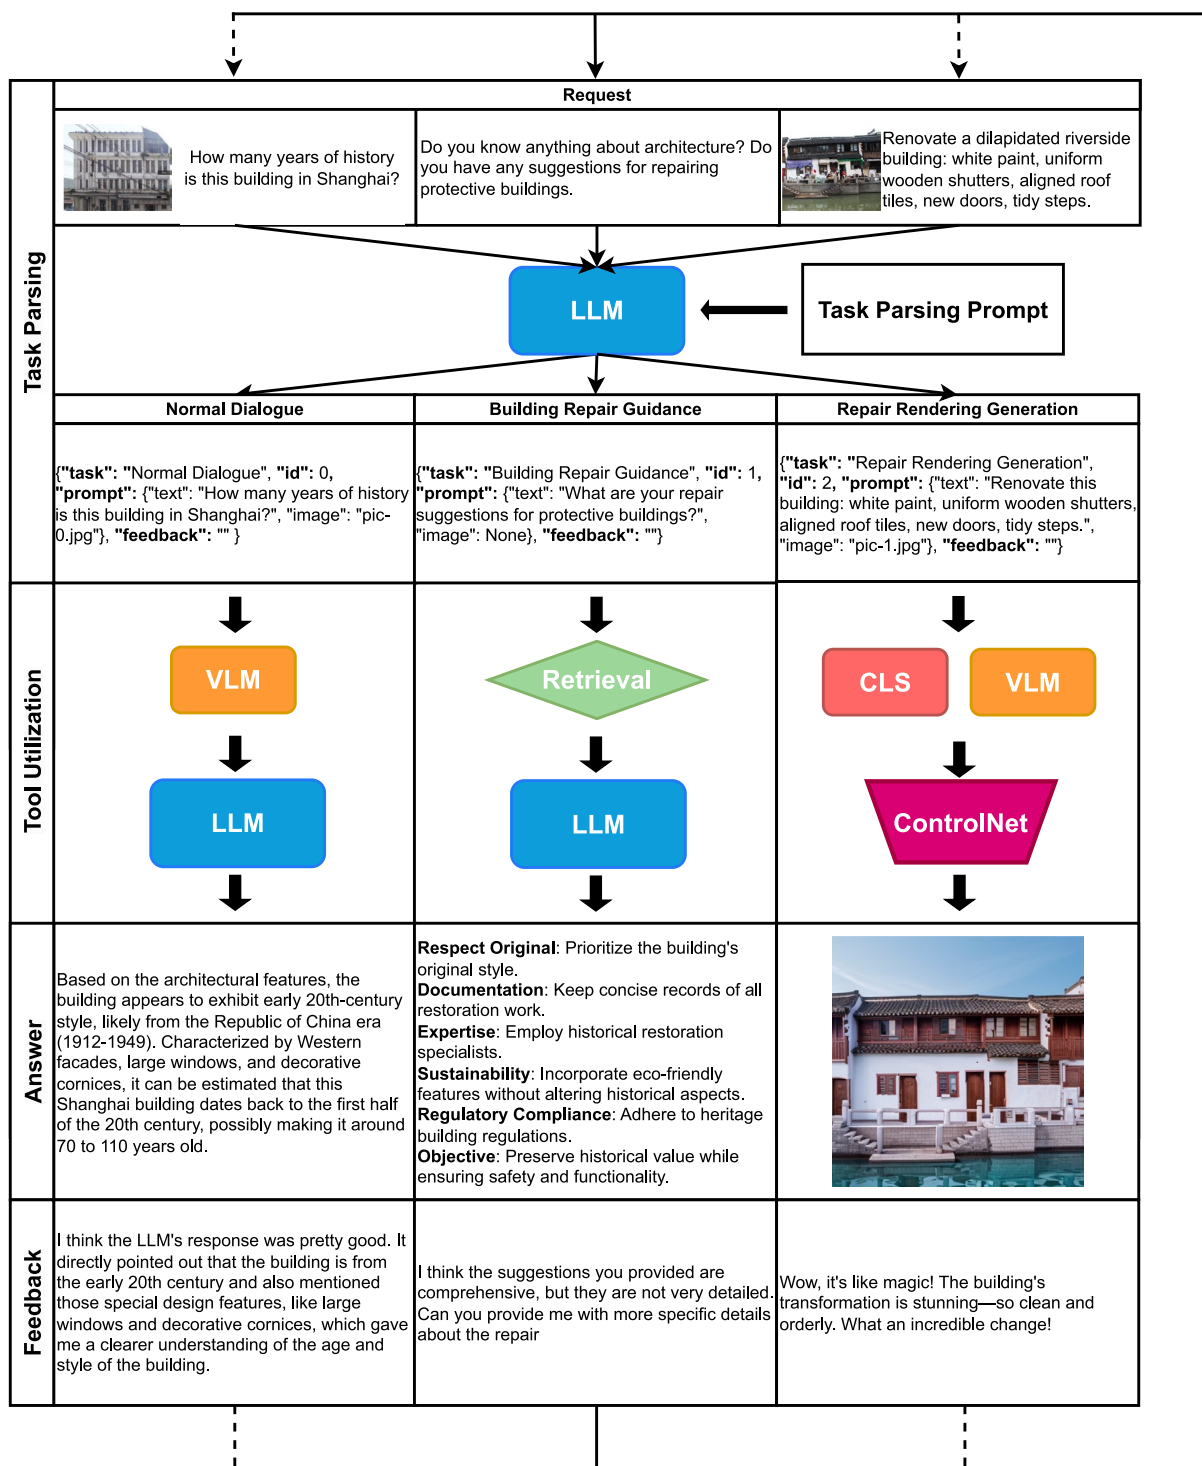 Request
How many years of history
is this building in Shanghai?
Do you know anything about architecture? Do
you have any suggestions for repairing
protective buildings.
Renovate a dilapidated riverside
building: white paint, uniform
wooden shutters, aligned roof
tiles, new doors, tidy steps.
Task Parsing
LLM
Task Parsing Prompt
Normal Dialogue
Building Repair Guidance
Repair Rendering Generation
{"task": "Normal Dialogue", "id": 0,
"prompt": {"text": "How many years of history
is this building in Shanghai?", "image": "pic-
0.jpg"}, "feedback": "" }
{"task": "Building Repair Guidance", "id": 1,
"prompt": {"text": "What are your repair
suggestions for protective buildings?",
"image": None}, "feedback": ""}
{"task": "Repair Rendering Generation",
"id": 2, "prompt": {"text": "Renovate this
building: white paint, uniform wooden shutters,
aligned roof tiles, new doors, tidy steps.",
"image": "pic-1.jpg"}, "feedback": ""}
Tool Utilization
VLM
LLM
Retrieval
LLM
CLS
VLM
ControlNet
Answer
Based on the architectural features, the
building appears to exhibit early 20th-century
style, likely from the Republic of China era
(1912-1949). Characterized by Western
facades, large windows, and decorative
cornices, it can be estimated that this
Shanghai building dates back to the first half
of the 20th century, possibly making it around
70 to 110 years old.
Respect Original: Prioritize the building's
original style.
Documentation: Keep concise records of all
restoration work.
Expertise: Employ historical restoration
specialists.
Sustainability: Incorporate eco-friendly
features without altering historical aspects.
Regulatory Compliance: Adhere to heritage
building regulations.
Objective: Preserve historical value while
ensuring safety and functionality.
Feedback
I think the LLM's response was pretty good. It
directly pointed out that the building is from
the early 20th century and also mentioned
those special design features, like large
windows and decorative cornices, which gave
me a clearer understanding of the age and
style of the building.
I think the suggestions you provided are
comprehensive, but they are not very detailed.
Can you provide me with more specific details
about the repair
Wow, it's like magic! The building's
transformation is stunning—so clean and
orderly. What an incredible change!